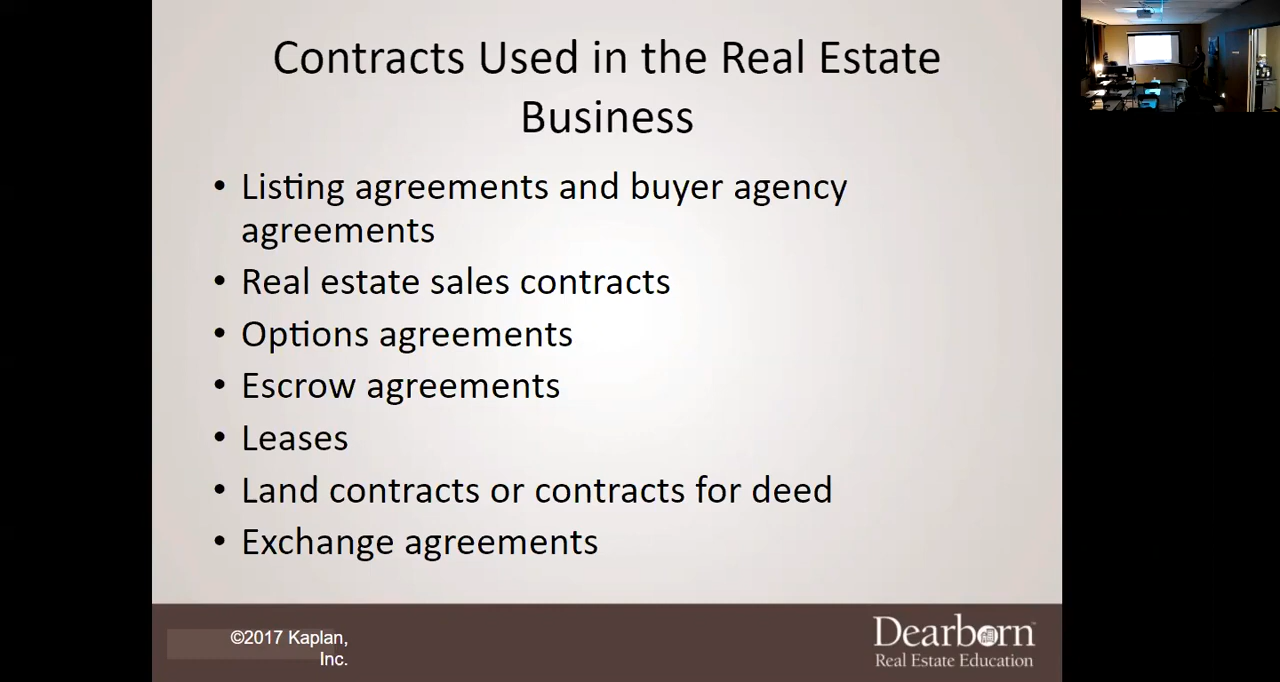 Contracts Used in the Real Estate
Business
• Listing agreements and buyer agency
agreements
• Real estate sales contracts
• Options agreements
• Escrow agreements
• Leases
• Land contracts or contracts for deed
• Exchange agreements
©2017 Kaplan,
Inc.
Dearborn™
Real Estate Education